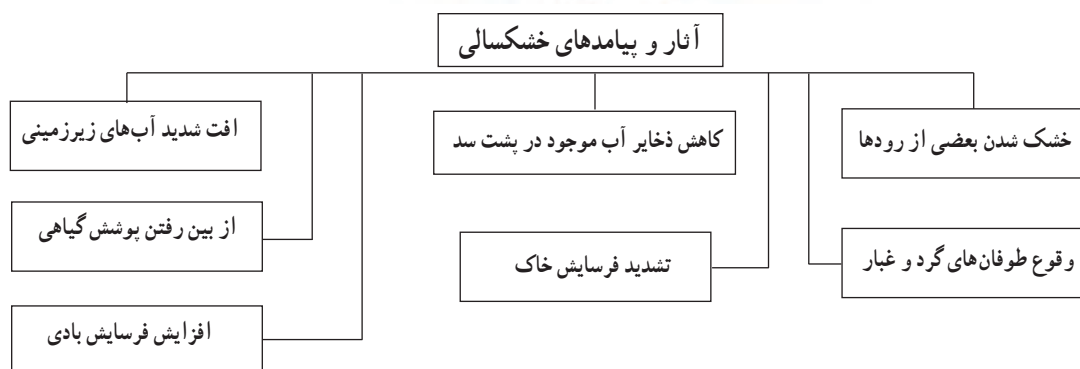 آثار و پیامدهای خشکسالی
خشک شدن بعضی از رودها
کاهش ذخایر آب موجود در پشت سد
افت شدید آب‌های زیرزمینی
وقوع طوفان‌های گرد و غبار
تشدید فرسایش خاک
از بین رفتن پوشش گیاهی
افزایش فرسایش بادی